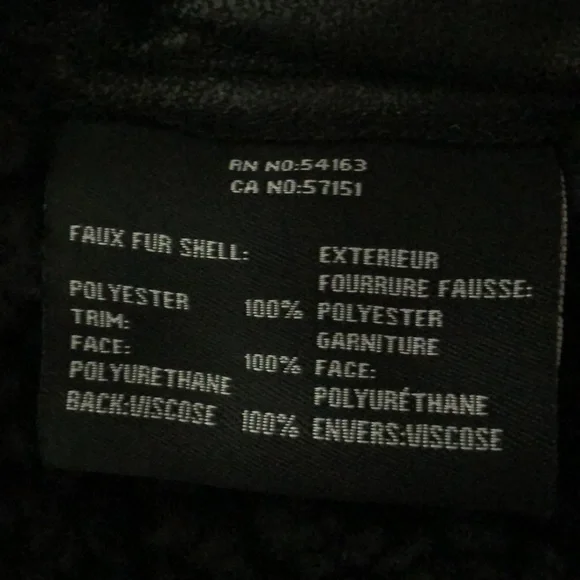 RN NO:54163
CA NO:57151
FAUX FUR SHELL:
POLYESTER 100%
TRIM:
FACE:
POLYURETHANE 100%
BACK:VISCOSE 100%
EXTERIEUR
FOURRURE FAUSSE:
POLYESTER
GARNITURE
FACE:
POLYURÉTHANE
ENVERS:VISCOSE